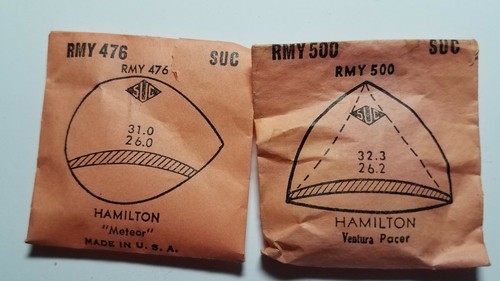 RMY 476 SUC
RMY 476
SUC
31.0
26.0
HAMILTON
"Meteor"
MADE IN U. S. A.
RMY 500 SUC
RMY 500
SUC
32.3
26.2
HAMILTON
Ventura Pacer